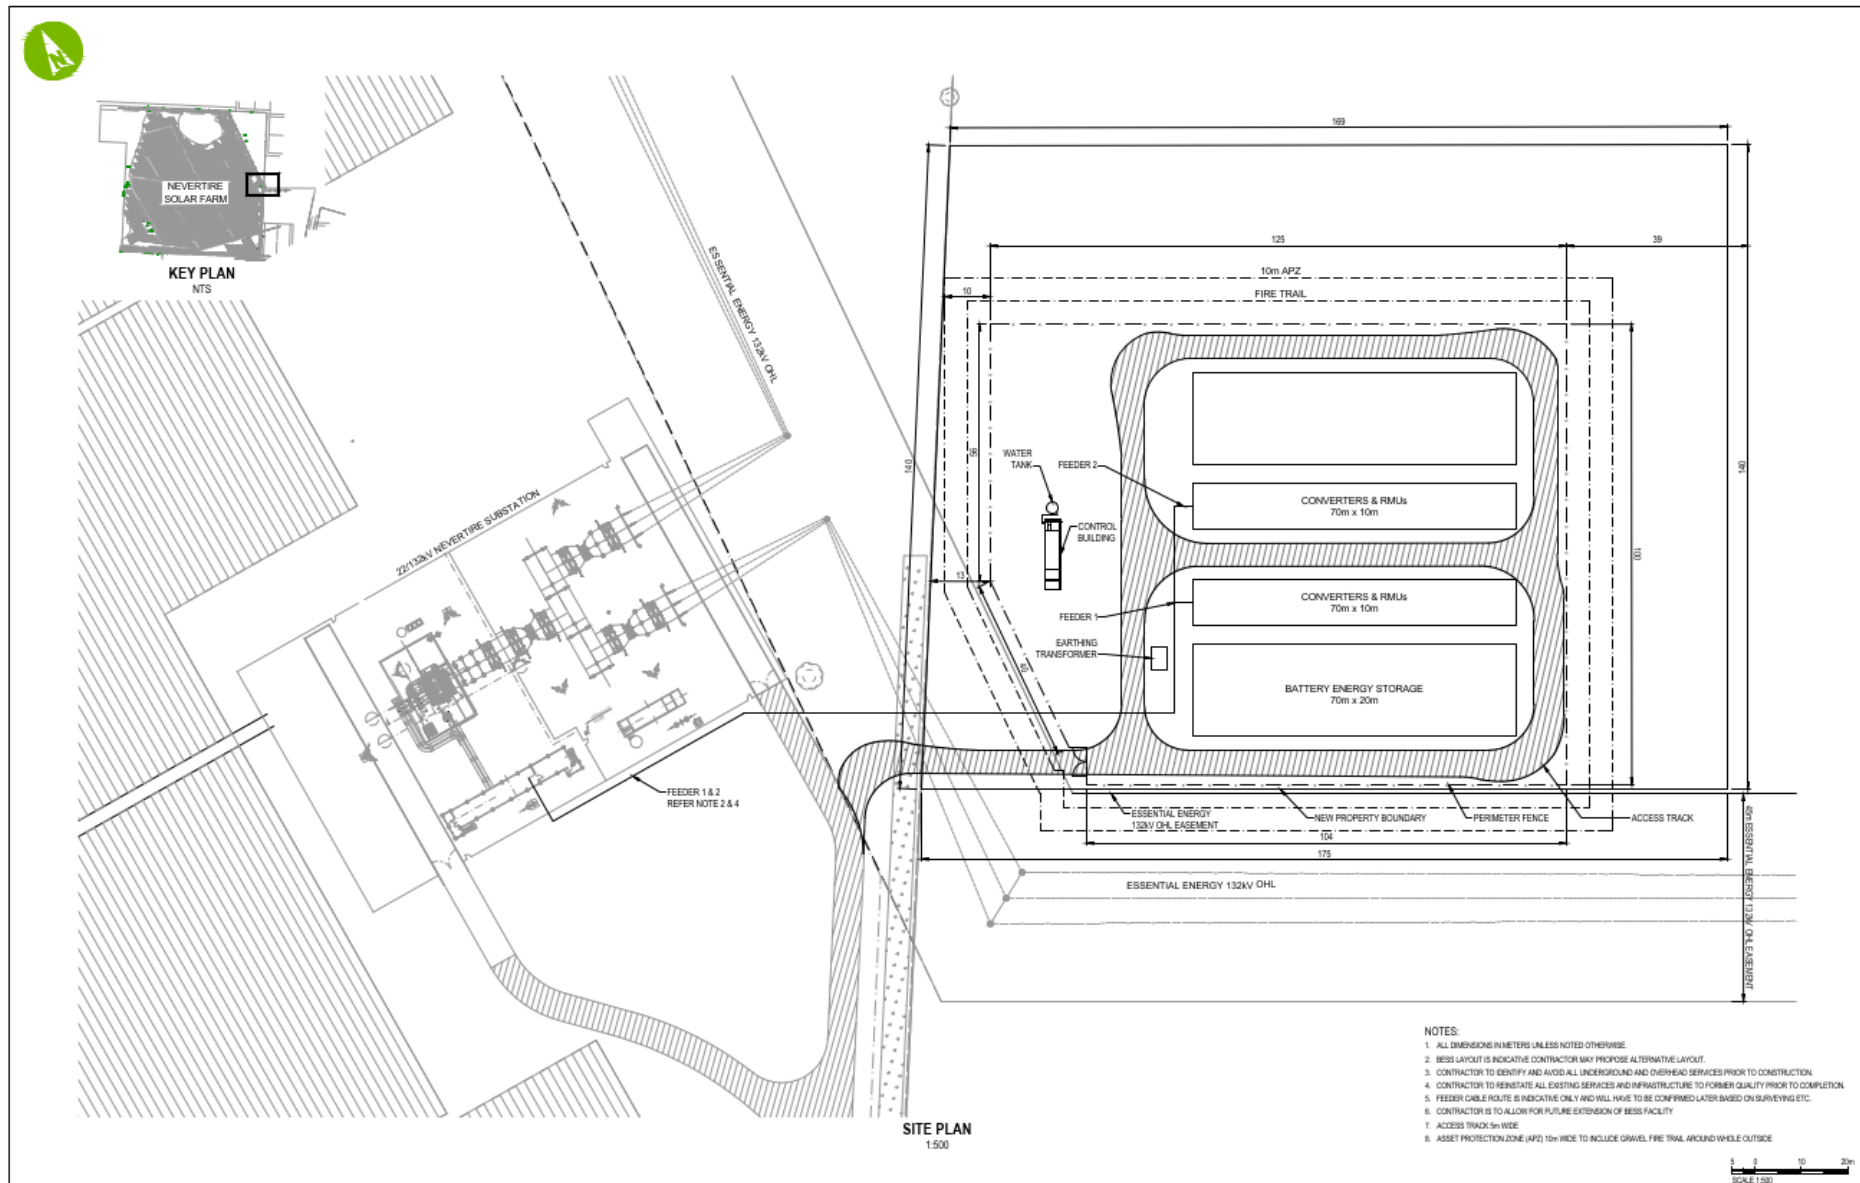 N
NEVERTIRE
SOLAR FARM
KEY PLAN
NTS
ESSENTIAL ENERGY 132kV OHL
22/132kV NEVERTIRE SUBSTATION
FEEDER 1 & 2
REFER NOTE 2 & 4
169
125
39
10m APZ
10
FIRE TRAIL
56
140
140
100
WATER
TANK
FEEDER 2
CONTROL
BUILDING
CONVERTERS & RMUs
70m x 10m
13
FEEDER 1
CONVERTERS & RMUs
70m x 10m
EARTHING
TRANSFORMER
40
BATTERY ENERGY STORAGE
70m x 20m
ESSENTIAL ENERGY
132kV OHL EASEMENT
NEW PROPERTY BOUNDARY
PERIMETER FENCE
ACCESS TRACK
104
175
ESSENTIAL ENERGY 132kV OHL
45m ESSENTIAL ENERGY 132kV OHL EASEMENT
NOTES:
1. ALL DIMENSIONS IN METERS UNLESS NOTED OTHERWISE.
2. BESS LAYOUT IS INDICATIVE CONTRACTOR MAY PROPOSE ALTERNATIVE LAYOUT.
3. CONTRACTOR TO IDENTIFY AND AVOID ALL UNDERGROUND AND OVERHEAD SERVICES PRIOR TO CONSTRUCTION.
4. CONTRACTOR TO REINSTATE ALL EXISTING SERVICES AND INFRASTRUCTURE TO FORMER QUALITY PRIOR TO COMPLETION.
5. FEEDER CABLE ROUTE IS INDICATIVE ONLY AND WILL HAVE TO BE CONFIRMED LATER BASED ON SURVEYING ETC.
6. CONTRACTOR IS TO ALLOW FOR FUTURE EXTENSION OF BESS FACILITY
7. ACCESS TRACK 5m WIDE
8. ASSET PROTECTION ZONE (APZ) 10m WIDE TO INCLUDE GRAVEL FIRE TRAIL AROUND WHOLE OUTSIDE
SITE PLAN
1:500
5 0 10 20m
SCALE 1:500